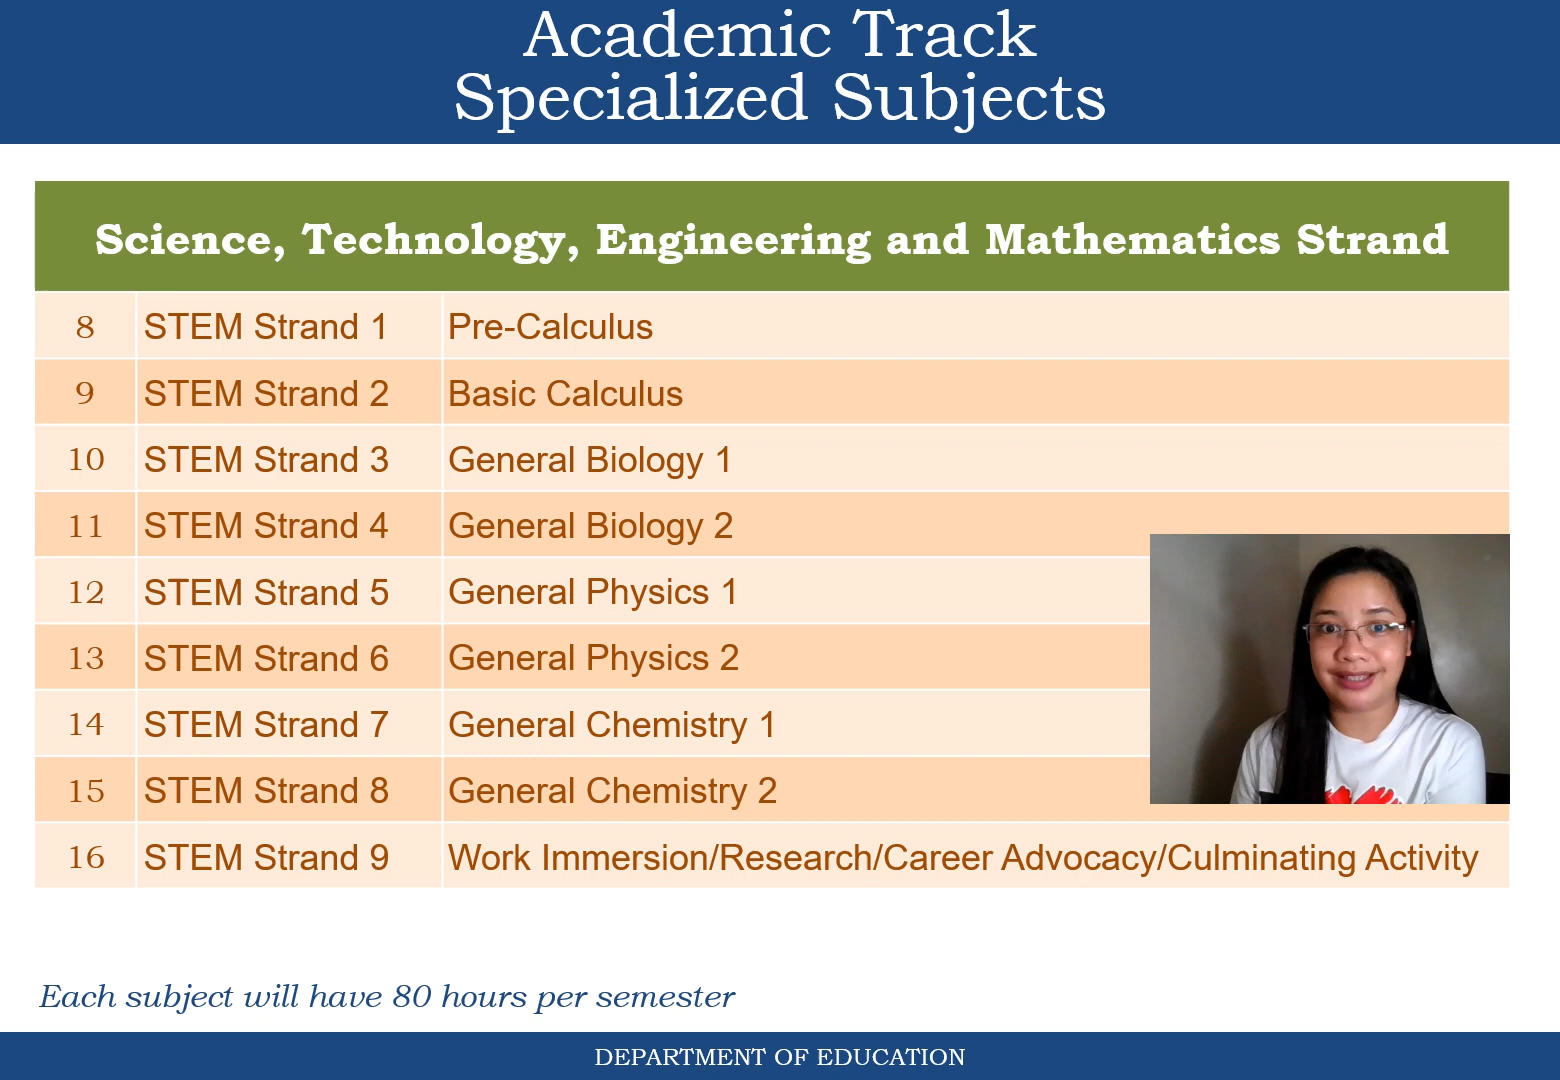 Academic Track
Specialized Subjects
Science, Technology, Engineering and Mathematics Strand
8 STEM Strand 1 Pre-Calculus
9 STEM Strand 2 Basic Calculus
10 STEM Strand 3 General Biology 1
11 STEM Strand 4 General Biology 2
12 STEM Strand 5 General Physics 1
13 STEM Strand 6 General Physics 2
14 STEM Strand 7 General Chemistry 1
15 STEM Strand 8 General Chemistry 2
16 STEM Strand 9 Work Immersion/Research/Career Advocacy/Culminating Activity
Each subject will have 80 hours per semester
DEPARTMENT OF EDUCATION